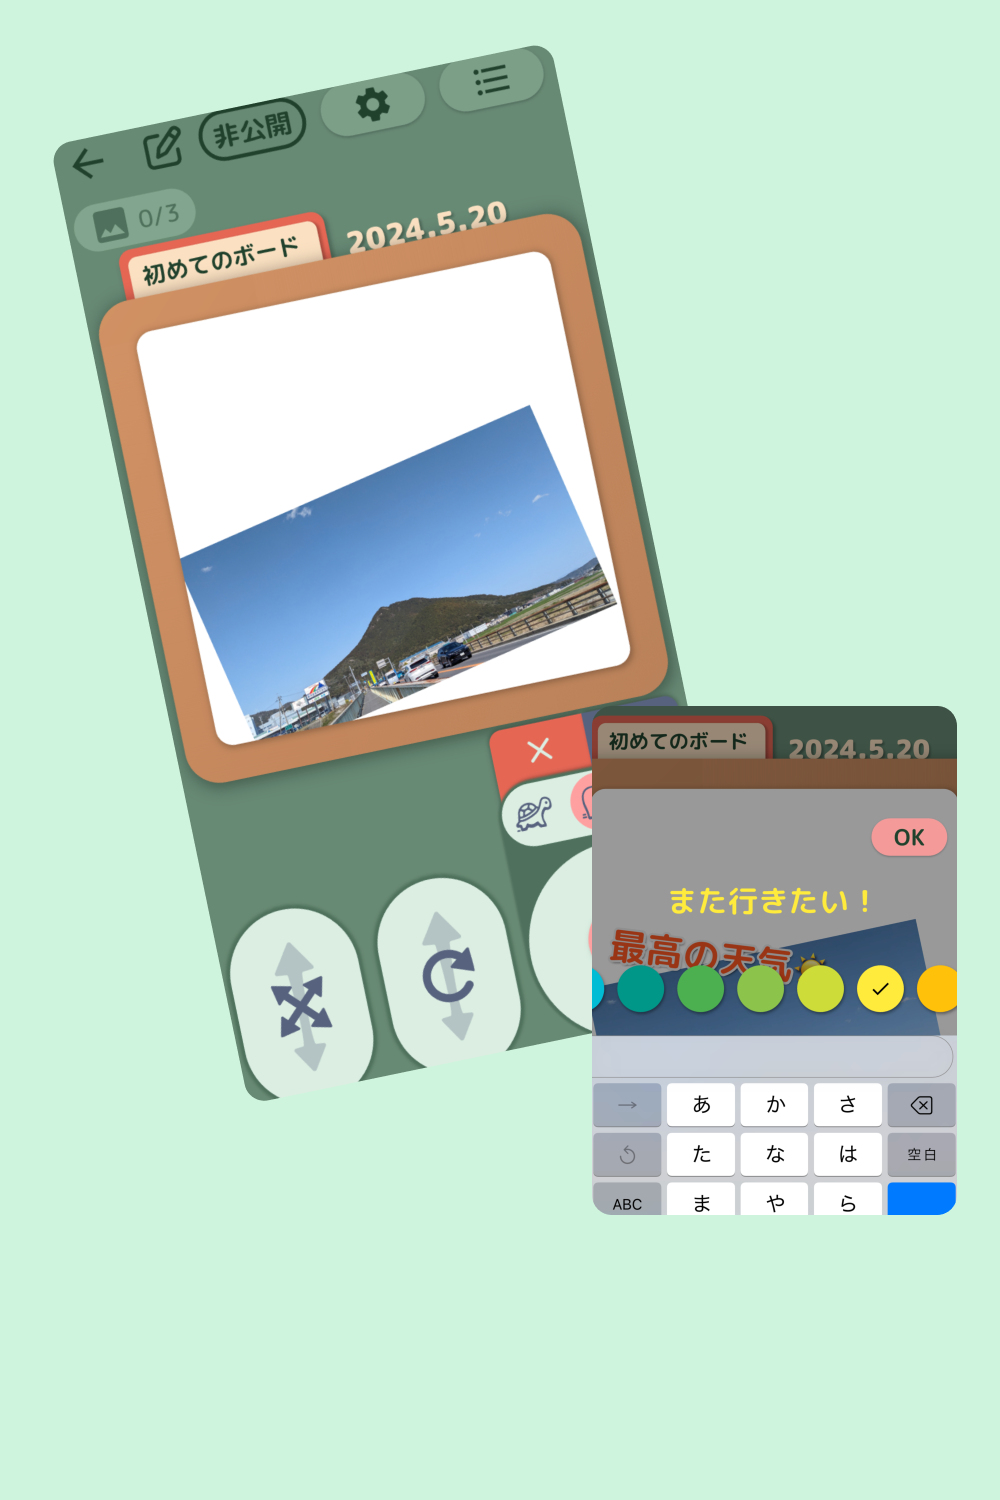 非公開
0/3
初めてのボード
2024.5.20
初めてのボード
2024.5.20
OK
また行きたい！
最高の天気
→ あ か さ
た な は 空白
ABC ま や ら